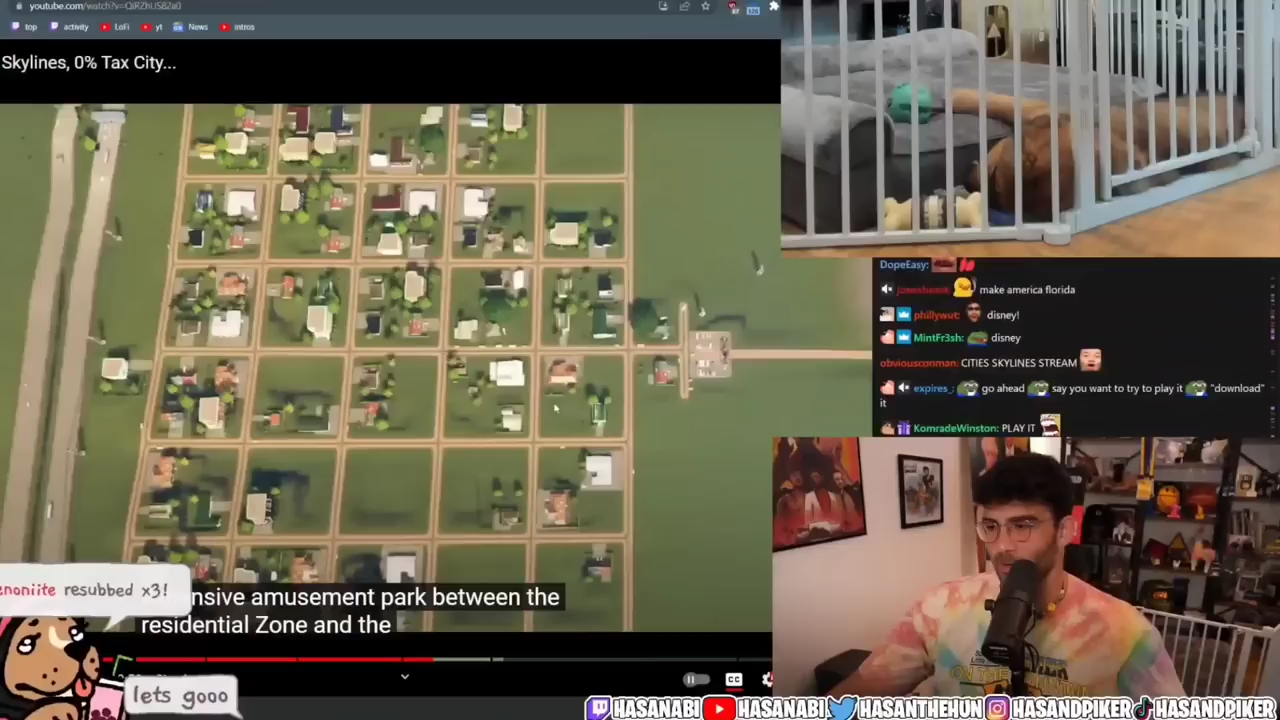 youtube.com/watch?v=QiRZhUS82a0
top
activity
LoFi
yt
News
intros
Skylines, 0% Tax City...
DopeEasy:
make america florida
phillywut: disney!
MintFr3sh: disney
obviousconman: CITIES SKYLINES STREAM
expires_: go ahead say you want to try to play it "download"
it
KomradeWinston: PLAY IT
enoniite resubbed x3!
nsive amusement park between the
residential Zone and the
CC
lets gooo
HASANABI
HASANABI
HASANTHEHUN
HASANDPIKER
HASANDPIKER